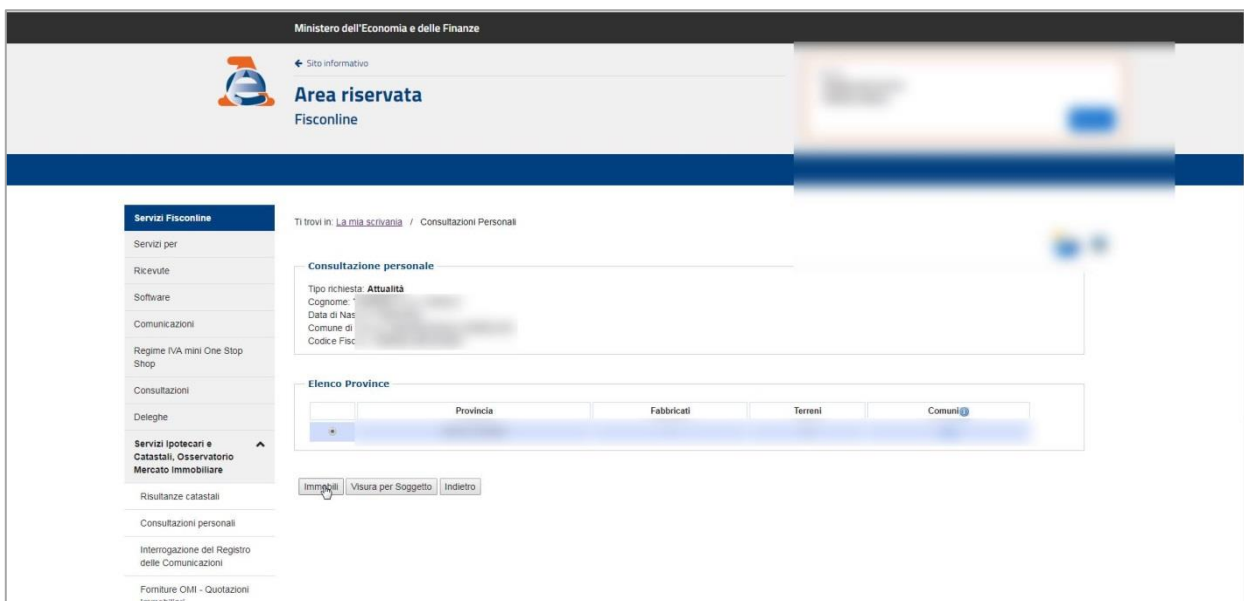 Ministero dell'Economia e delle Finanze
← Sito informativo
Area riservata
Fisconline
Servizi Fisconline
Servizi per
Ricevute
Software
Comunicazioni
Regime IVA mini One Stop
Shop
Consultazioni
Deleghe
Servizi Ipotecari e
Catastali, Osservatorio
Mercato Immobiliare
Risultanze catastali
Consultazioni personali
Interrogazione del Registro
delle Comunicazioni
Forniture OMI - Quotazioni
Immobiliari
Ti trovi in: La mia scrivania / Consultazioni Personali
Consultazione personale
Tipo richiesta: Attualità
Cognome:
Data di Nas
Comune di
Codice Fisc
Elenco Province
Provincia Fabbricati Terreni Comuni
Immobili Visura per Soggetto Indietro